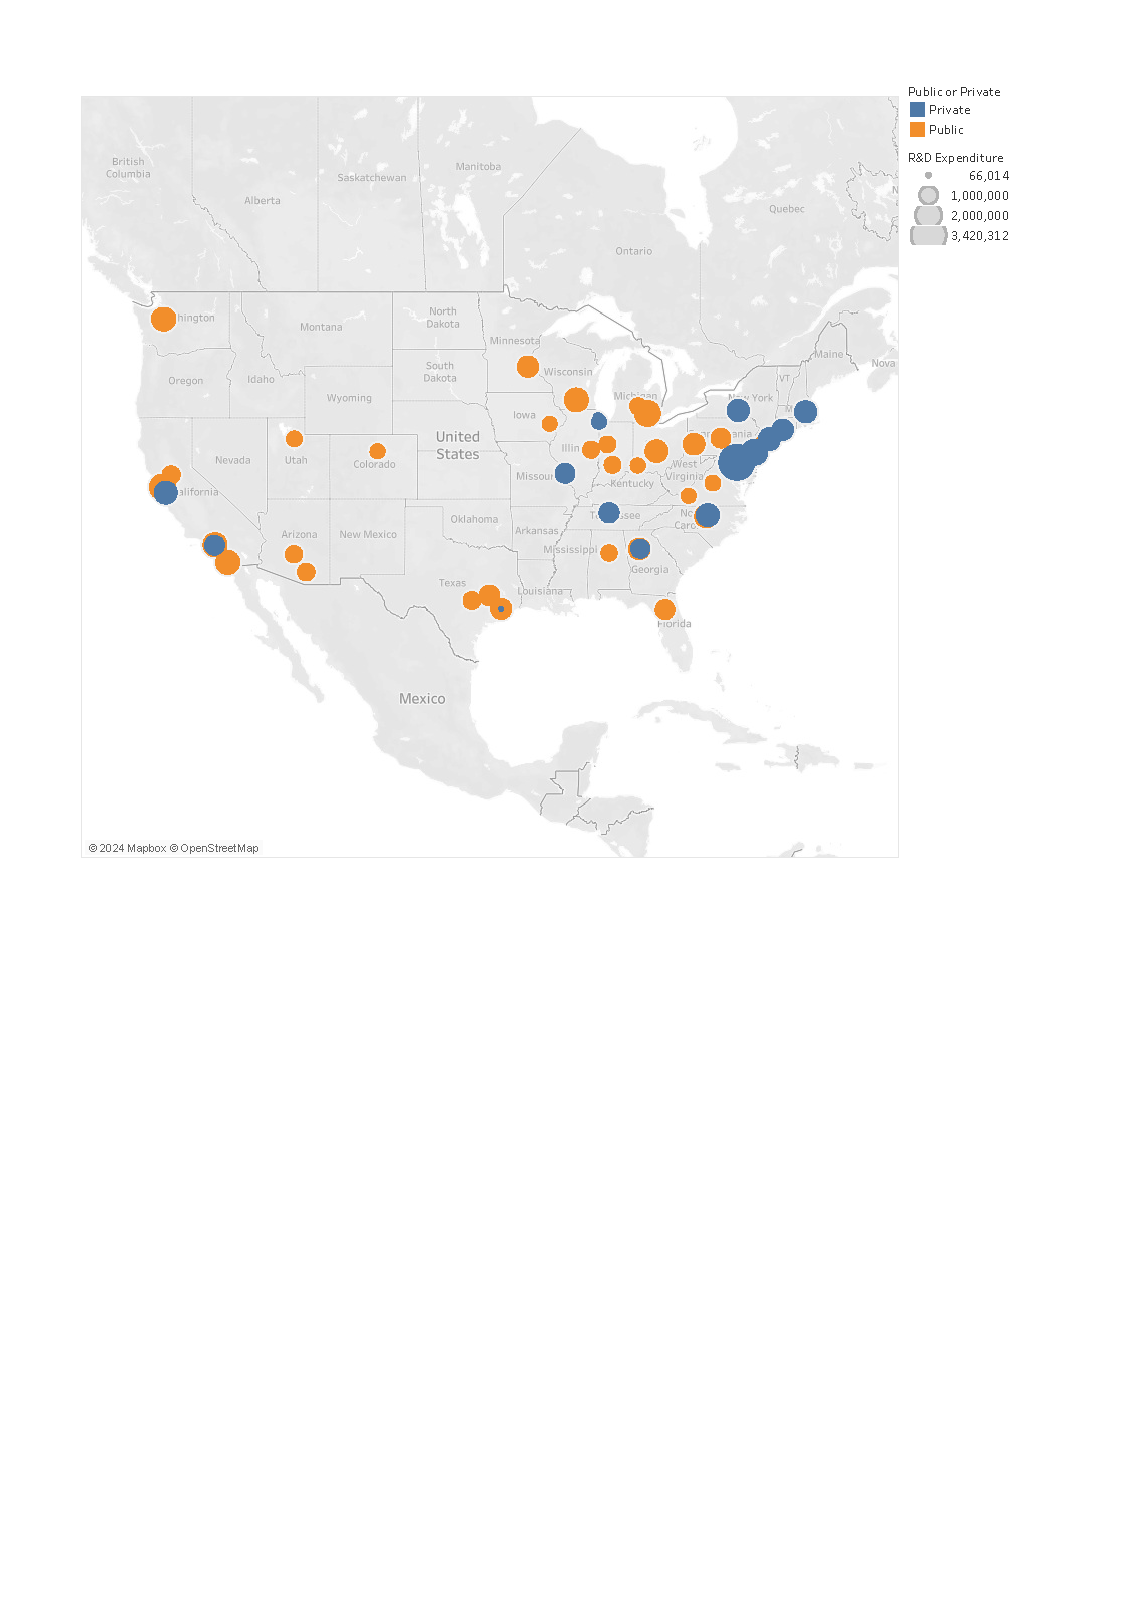 Public or Private
Private
Public
R&D Expenditure
66,014
1,000,000
2,000,000
3,420,312
British
Columbia
Alberta
Saskatchewan
Manitoba
Ontario
Quebec
N
hington
Montana
North
Dakota
Minnesota
Maine
Nova
Oregon
Idaho
South
Dakota
Wisconsin
VT
Wyoming
Michigan
New York
M
Iowa
United
States
Illin
ania
Nevada
Utah
Colorado
West
Virginia
Missour
Kentucky
alifornia
Oklahoma
Arkansas
ssee
Caro
Arizona
New Mexico
Mississippi
Georgia
Texas
Louisiana
Florida
Mexico
© 2024 Mapbox © OpenStreetMap